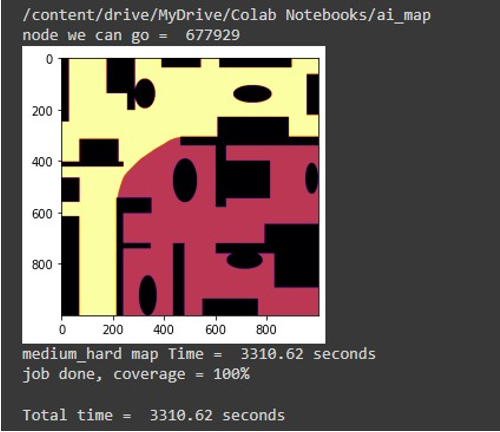 /content/drive/MyDrive/Colab Notebooks/ai_map
node we can go =  677929
0
200
400
600
800
0 200 400 600 800
medium_hard map Time =  3310.62 seconds
job done, coverage = 100%
Total time =  3310.62 seconds